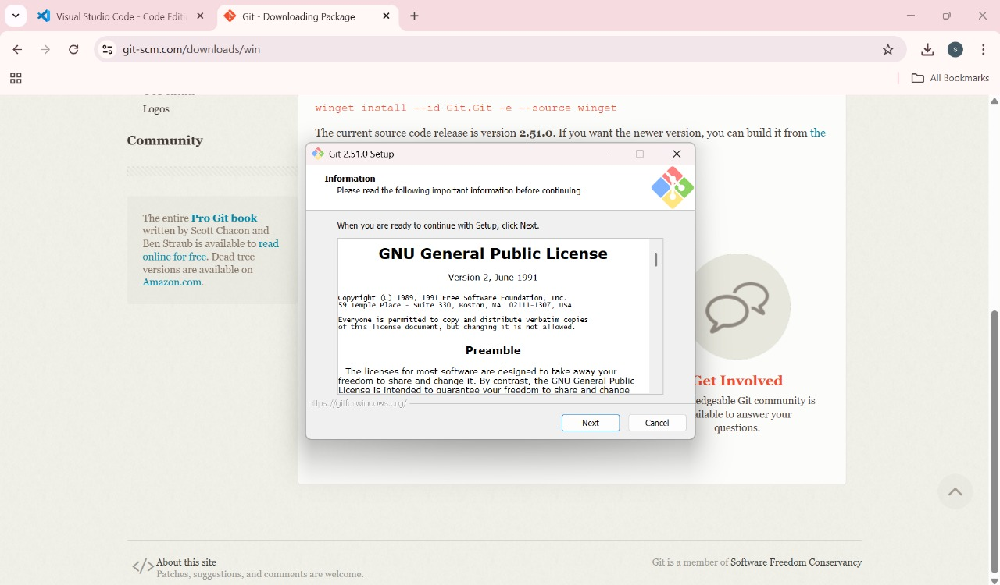 Visual Studio Code - Code Editi
Git - Downloading Package
git-scm.com/downloads/win
S
All Bookmarks
Logos
Community
The entire Pro Git book
written by Scott Chacon and
Ben Straub is available to read
online for free. Dead tree
versions are available on
Amazon.com.
winget install --id Git.Git -e --source winget
The current source code release is version 2.51.0. If you want the newer version, you can build it from the
Git 2.51.0 Setup
Information
Please read the following important information before continuing.
When you are ready to continue with Setup, click Next.
GNU General Public License
Version 2, June 1991
Copyright (C) 1989, 1991 Free Software Foundation, Inc.
59 Temple Place - Suite 330, Boston, MA  02111-1307, USA
Everyone is permitted to copy and distribute verbatim copies
of this license document, but changing it is not allowed.
Preamble
The licenses for most software are designed to take away your
freedom to share and change it. By contrast, the GNU General Public
License is intended to guarantee your freedom to share and change
https://gitforwindows.org/
Next
Cancel
Get Involved
edgeable Git community is
ailable to answer your
questions.
</> About this site
Patches, suggestions, and comments are welcome.
Git is a member of Software Freedom Conservancy